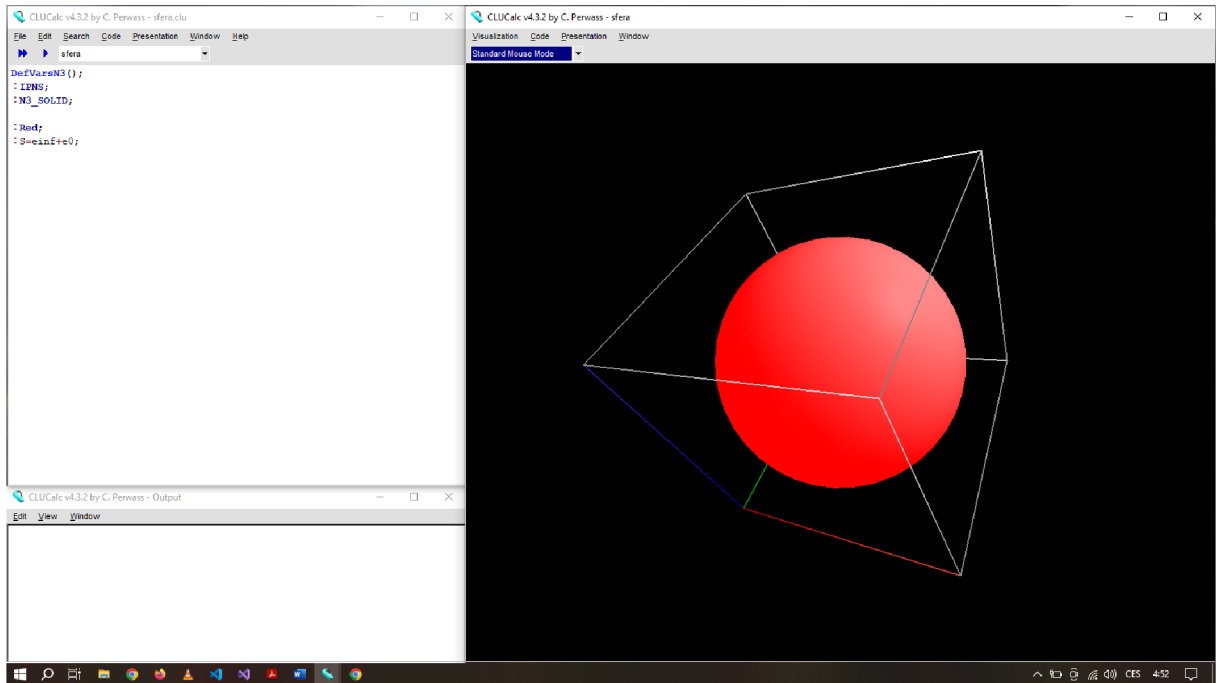 CLUCalc v4.3.2 by C. Perwass - sfera.clu
File Edit Search Code Presentation Window Help
sfera
DefVarsN3();
:IPNS;
:N3_SOLID;
:Red;
:S=einf+e0;
CLUCalc v4.3.2 by C. Perwass - Output
Edit View Window
CLUCalc v4.3.2 by C. Perwass - sfera
Visualization Code Presentation Window
Standard Mouse Mode
CES 4:52